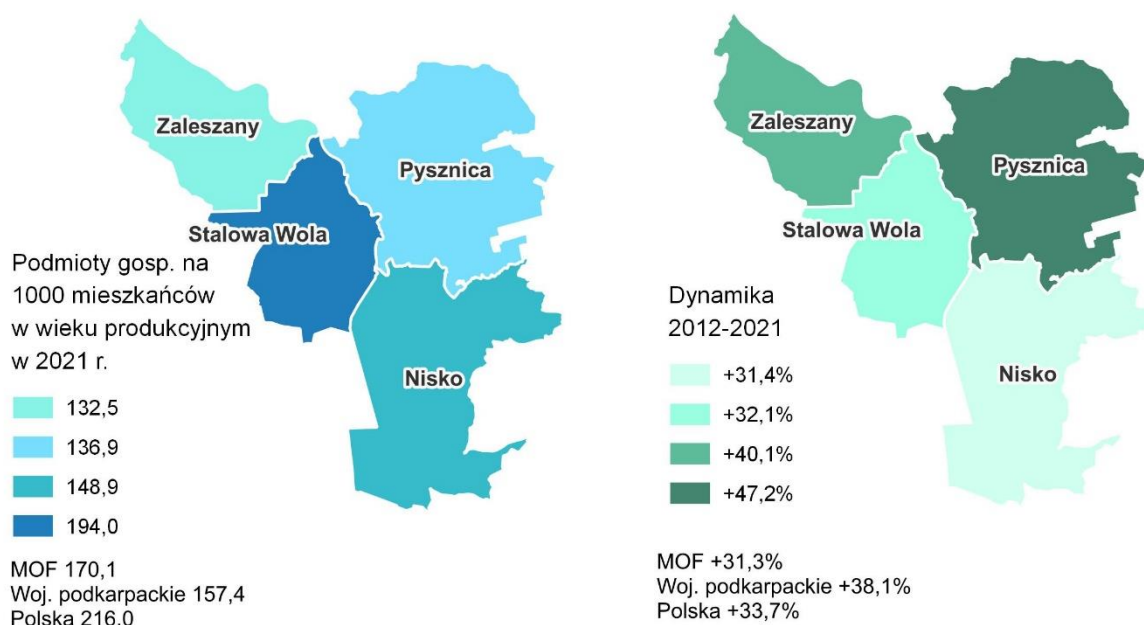 Zaleszany
Pysznica
Stalowa Wola
Nisko
Podmioty gosp. na
1000 mieszkańców
w wieku produkcyjnym
w 2021 r.
132,5
136,9
148,9
194,0
MOF 170,1
Woj. podkarpackie 157,4
Polska 216,0
Zaleszany
Pysznica
Stalowa Wola
Nisko
Dynamika
2012-2021
+31,4%
+32,1%
+40,1%
+47,2%
MOF +31,3%
Woj. podkarpackie +38,1%
Polska +33,7%